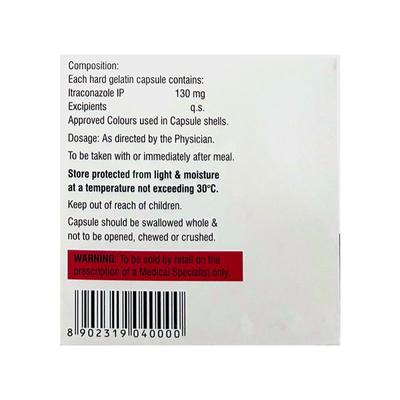 Composition:
Each hard gelatin capsule contains:
Itraconazole IP 130 mg
Excipients q.s.
Approved Colours used in Capsule shells.
Dosage: As directed by the Physician.
To be taken with or immediately after meal.
Store protected from light & moisture
at a temperature not exceeding 30°C.
Keep out of reach of children.
Capsule should be swallowed whole &
not to be opened, chewed or crushed.
WARNING: To be sold by retail on the
prescription of a Medical Specialist only.
8 902319 040000